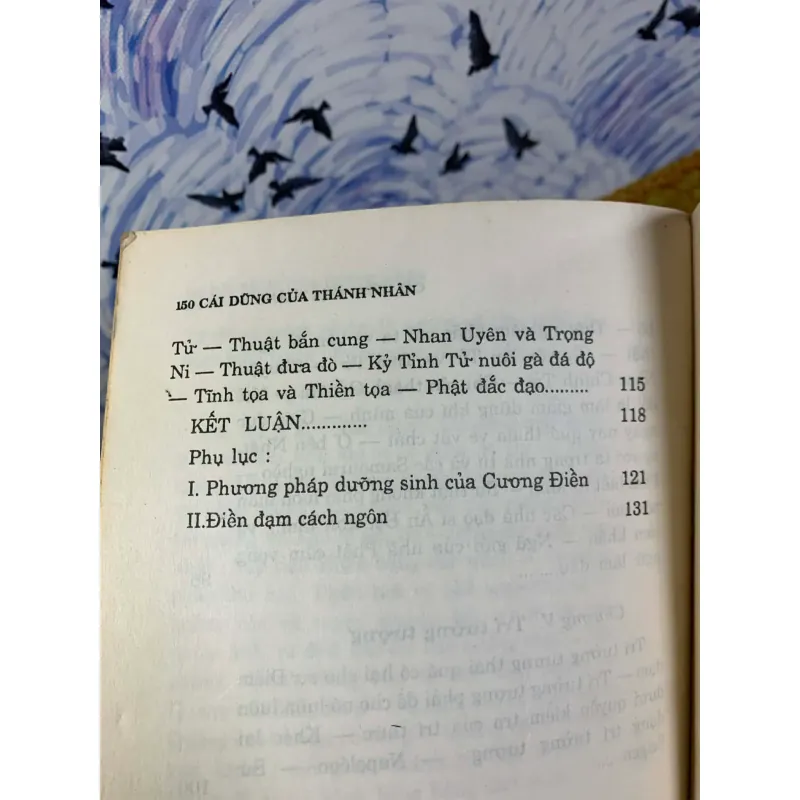 150 CÁI DŨNG CỦA THÁNH NHÂN
Tử — Thuật bắn cung — Nhan Uyên và Trọng
Ni — Thuật đưa đò — Kỷ Tỉnh Tử nuôi gà đá độ
— Tĩnh tọa và Thiền tọa — Phật đắc đạo......... 115
KẾT LUẬN............. 118
Phụ lục :
I. Phương pháp dưỡng sinh của Cương Điền 121
II.Điền đạm cách ngôn 131